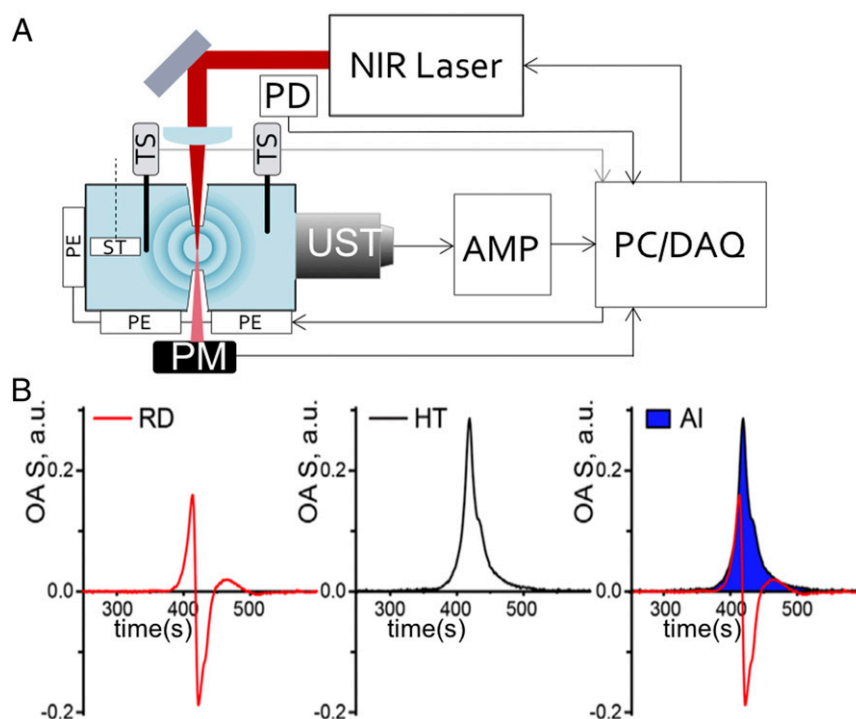 A
NIR Laser
PD
TS
TS
PE
ST
UST
AMP
PC/DAQ
PE
PE
PM
B
OA S, a.u.
RD
0.2
0.0
-0.2
300
400
500
time(s)
OA S, a.u.
HT
0.2
0.0
-0.2
300
400
500
time(s)
OA S, a.u.
AI
0.2
0.0
-0.2
300
400
500
time(s)